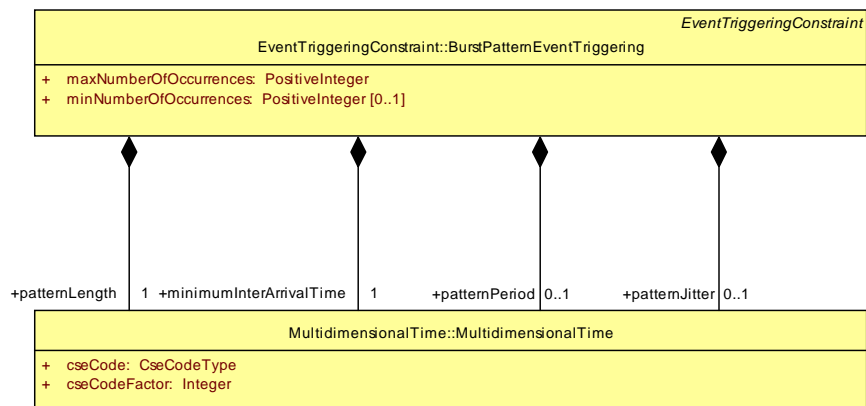 EventTriggeringConstraint
EventTriggeringConstraint::BurstPatternEventTriggering
+ maxNumberOfOccurrences: PositiveInteger
+ minNumberOfOccurrences: PositiveInteger [0..1]
+patternLength 1 +minimumInterArrivalTime 1 +patternPeriod 0..1 +patternJitter 0..1
MultidimensionalTime::MultidimensionalTime
+ cseCode: CseCodeType
+ cseCodeFactor: Integer